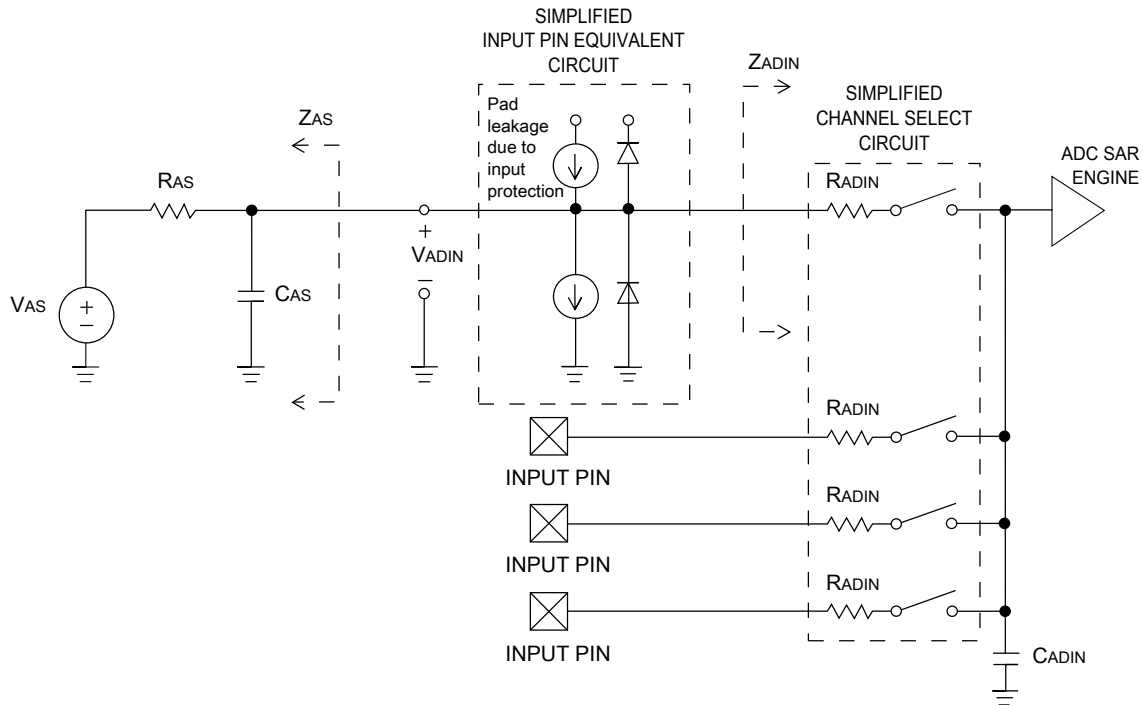 SIMPLIFIED
INPUT PIN EQUIVALENT
CIRCUIT
Pad
leakage
due to
input
protection
ZAS
RAS
VAS
+
-
CAS
+
VADIN
-
ZADIN
SIMPLIFIED
CHANNEL SELECT
CIRCUIT
RADIN
ADC SAR
ENGINE
RADIN
INPUT PIN
RADIN
INPUT PIN
RADIN
INPUT PIN
CADIN